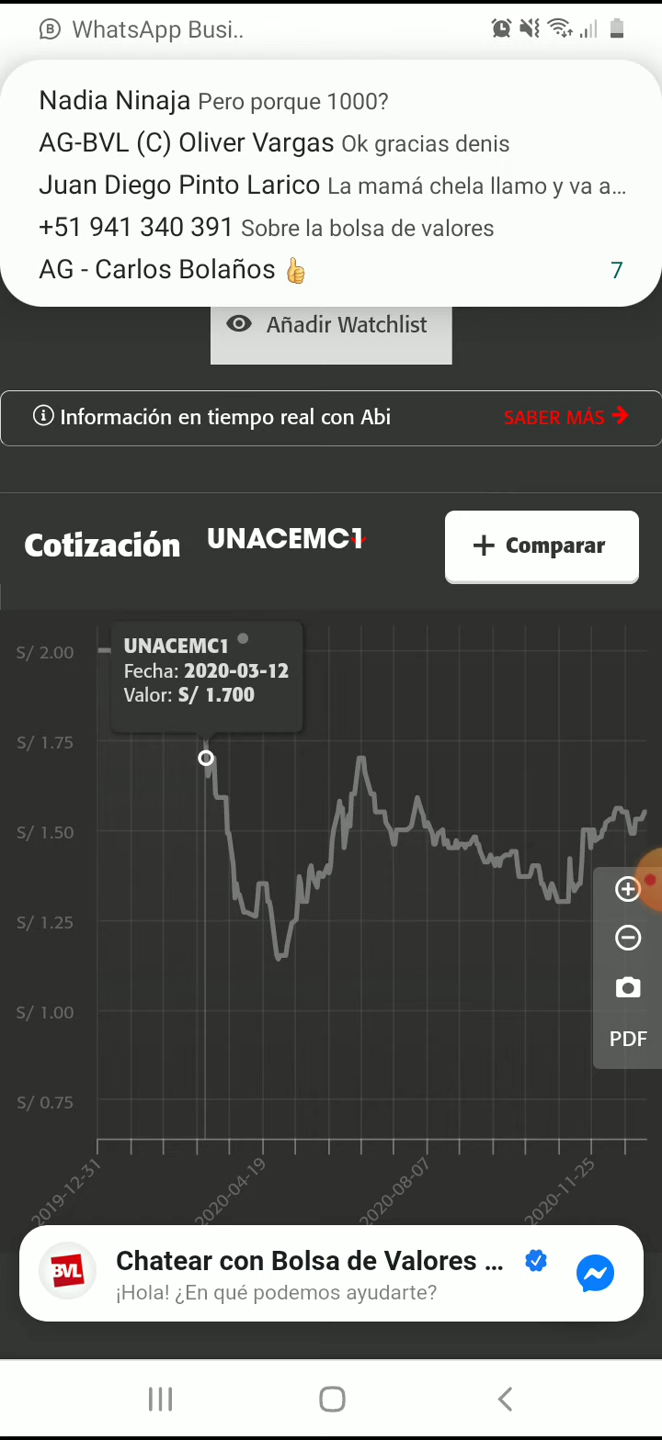 WhatsApp Busi..
Nadia Ninaja Pero porque 1000?
AG-BVL (C) Oliver Vargas Ok gracias denis
Juan Diego Pinto Larico La mamá chela llamo y va a...
+51 941 340 391 Sobre la bolsa de valores
AG - Carlos Bolaños 👍 7
Añadir Watchlist
Información en tiempo real con Abi SABER MÁS →
Cotización UNACEMC1 + Comparar
S/ 2.00
UNACEMC1
Fecha: 2020-03-12
Valor: S/ 1.700
S/ 1.75
S/ 1.50
S/ 1.25
S/ 1.00
S/ 0.75
PDF
2019-12-31 2020-04-19 2020-08-07 2020-11-25
BVL
Chatear con Bolsa de Valores ...
¡Hola! ¿En qué podemos ayudarte?